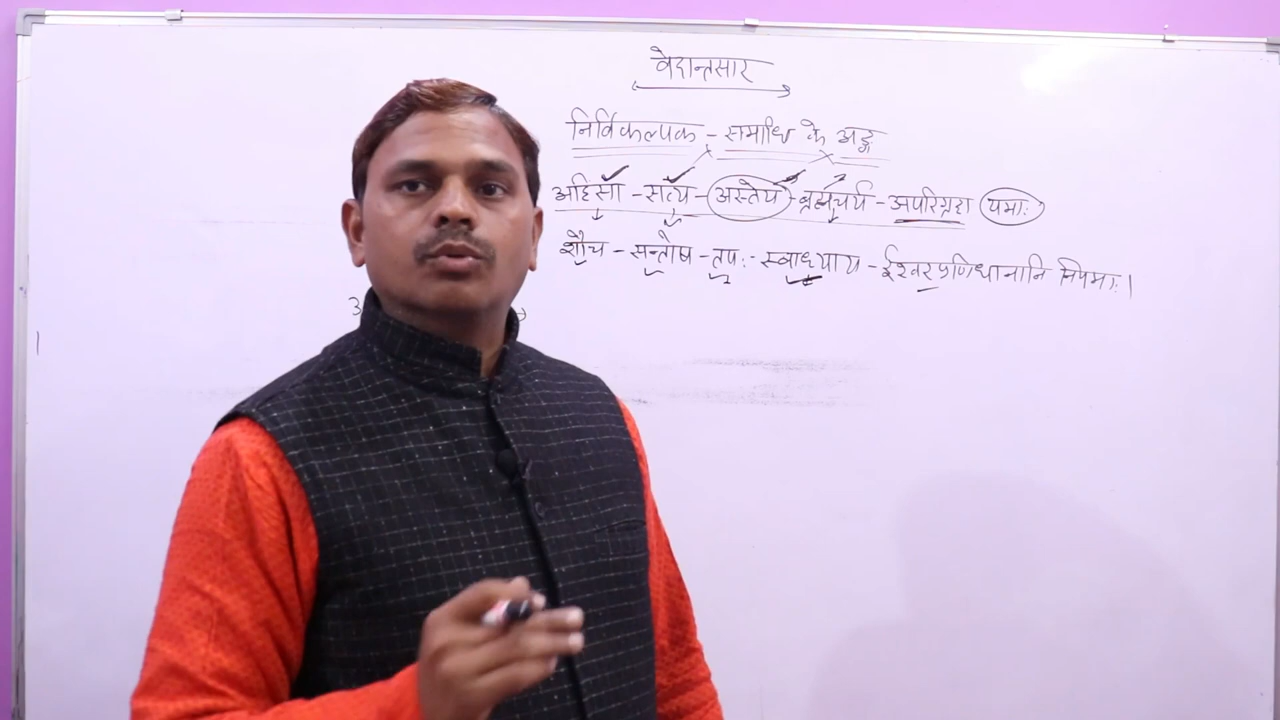 वेदान्तसार
निर्विकल्पक - समाधि के अङ्ग
अहिंसा - सत्य - अस्तेय - ब्रह्मचर्य - अपरिग्रहा यमाः
शौच - सन्तोष - तपः - स्वाध्याय - ईश्वरप्रणिधानानि नियमाः।